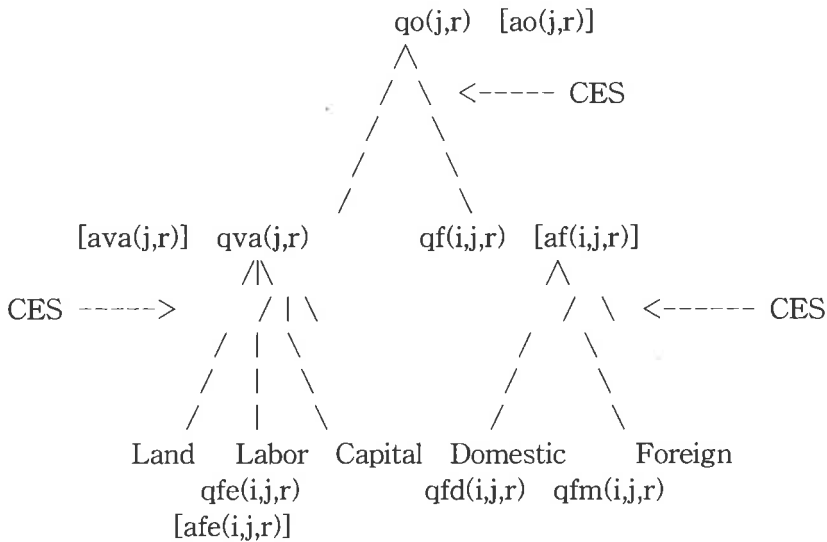 qo(j,r) [ao(j,r)]
<----- CES
[ava(j,r)] qva(j,r) qf(i,j,r) [af(i,j,r)]
CES -----> <------ CES
Land Labor Capital Domestic Foreign
qfe(i,j,r) qfd(i,j,r) qfm(i,j,r)
[afe(i,j,r)]